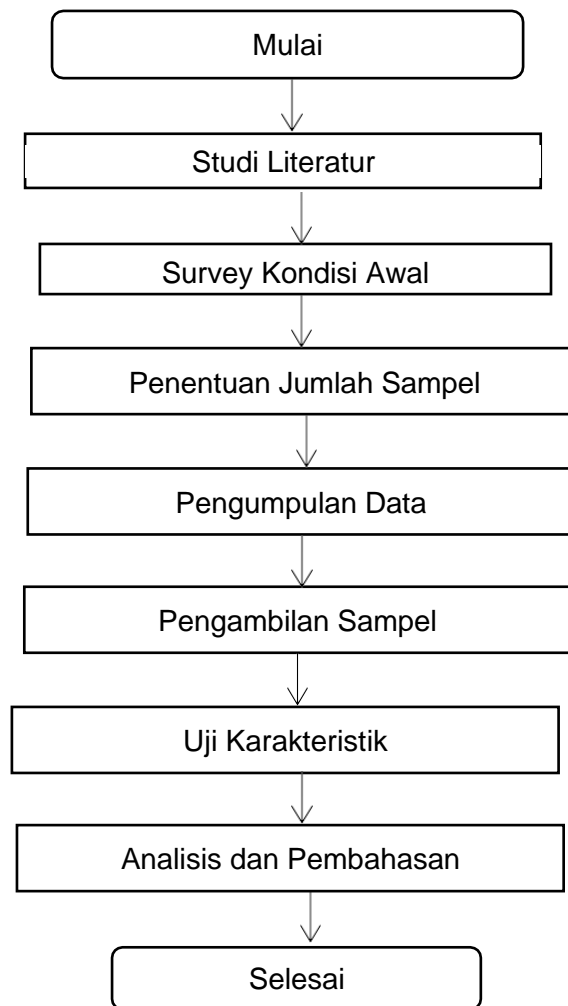 Mulai
Studi Literatur
Survey Kondisi Awal
Penentuan Jumlah Sampel
Pengumpulan Data
Pengambilan Sampel
Uji Karakteristik
Analisis dan Pembahasan
Selesai